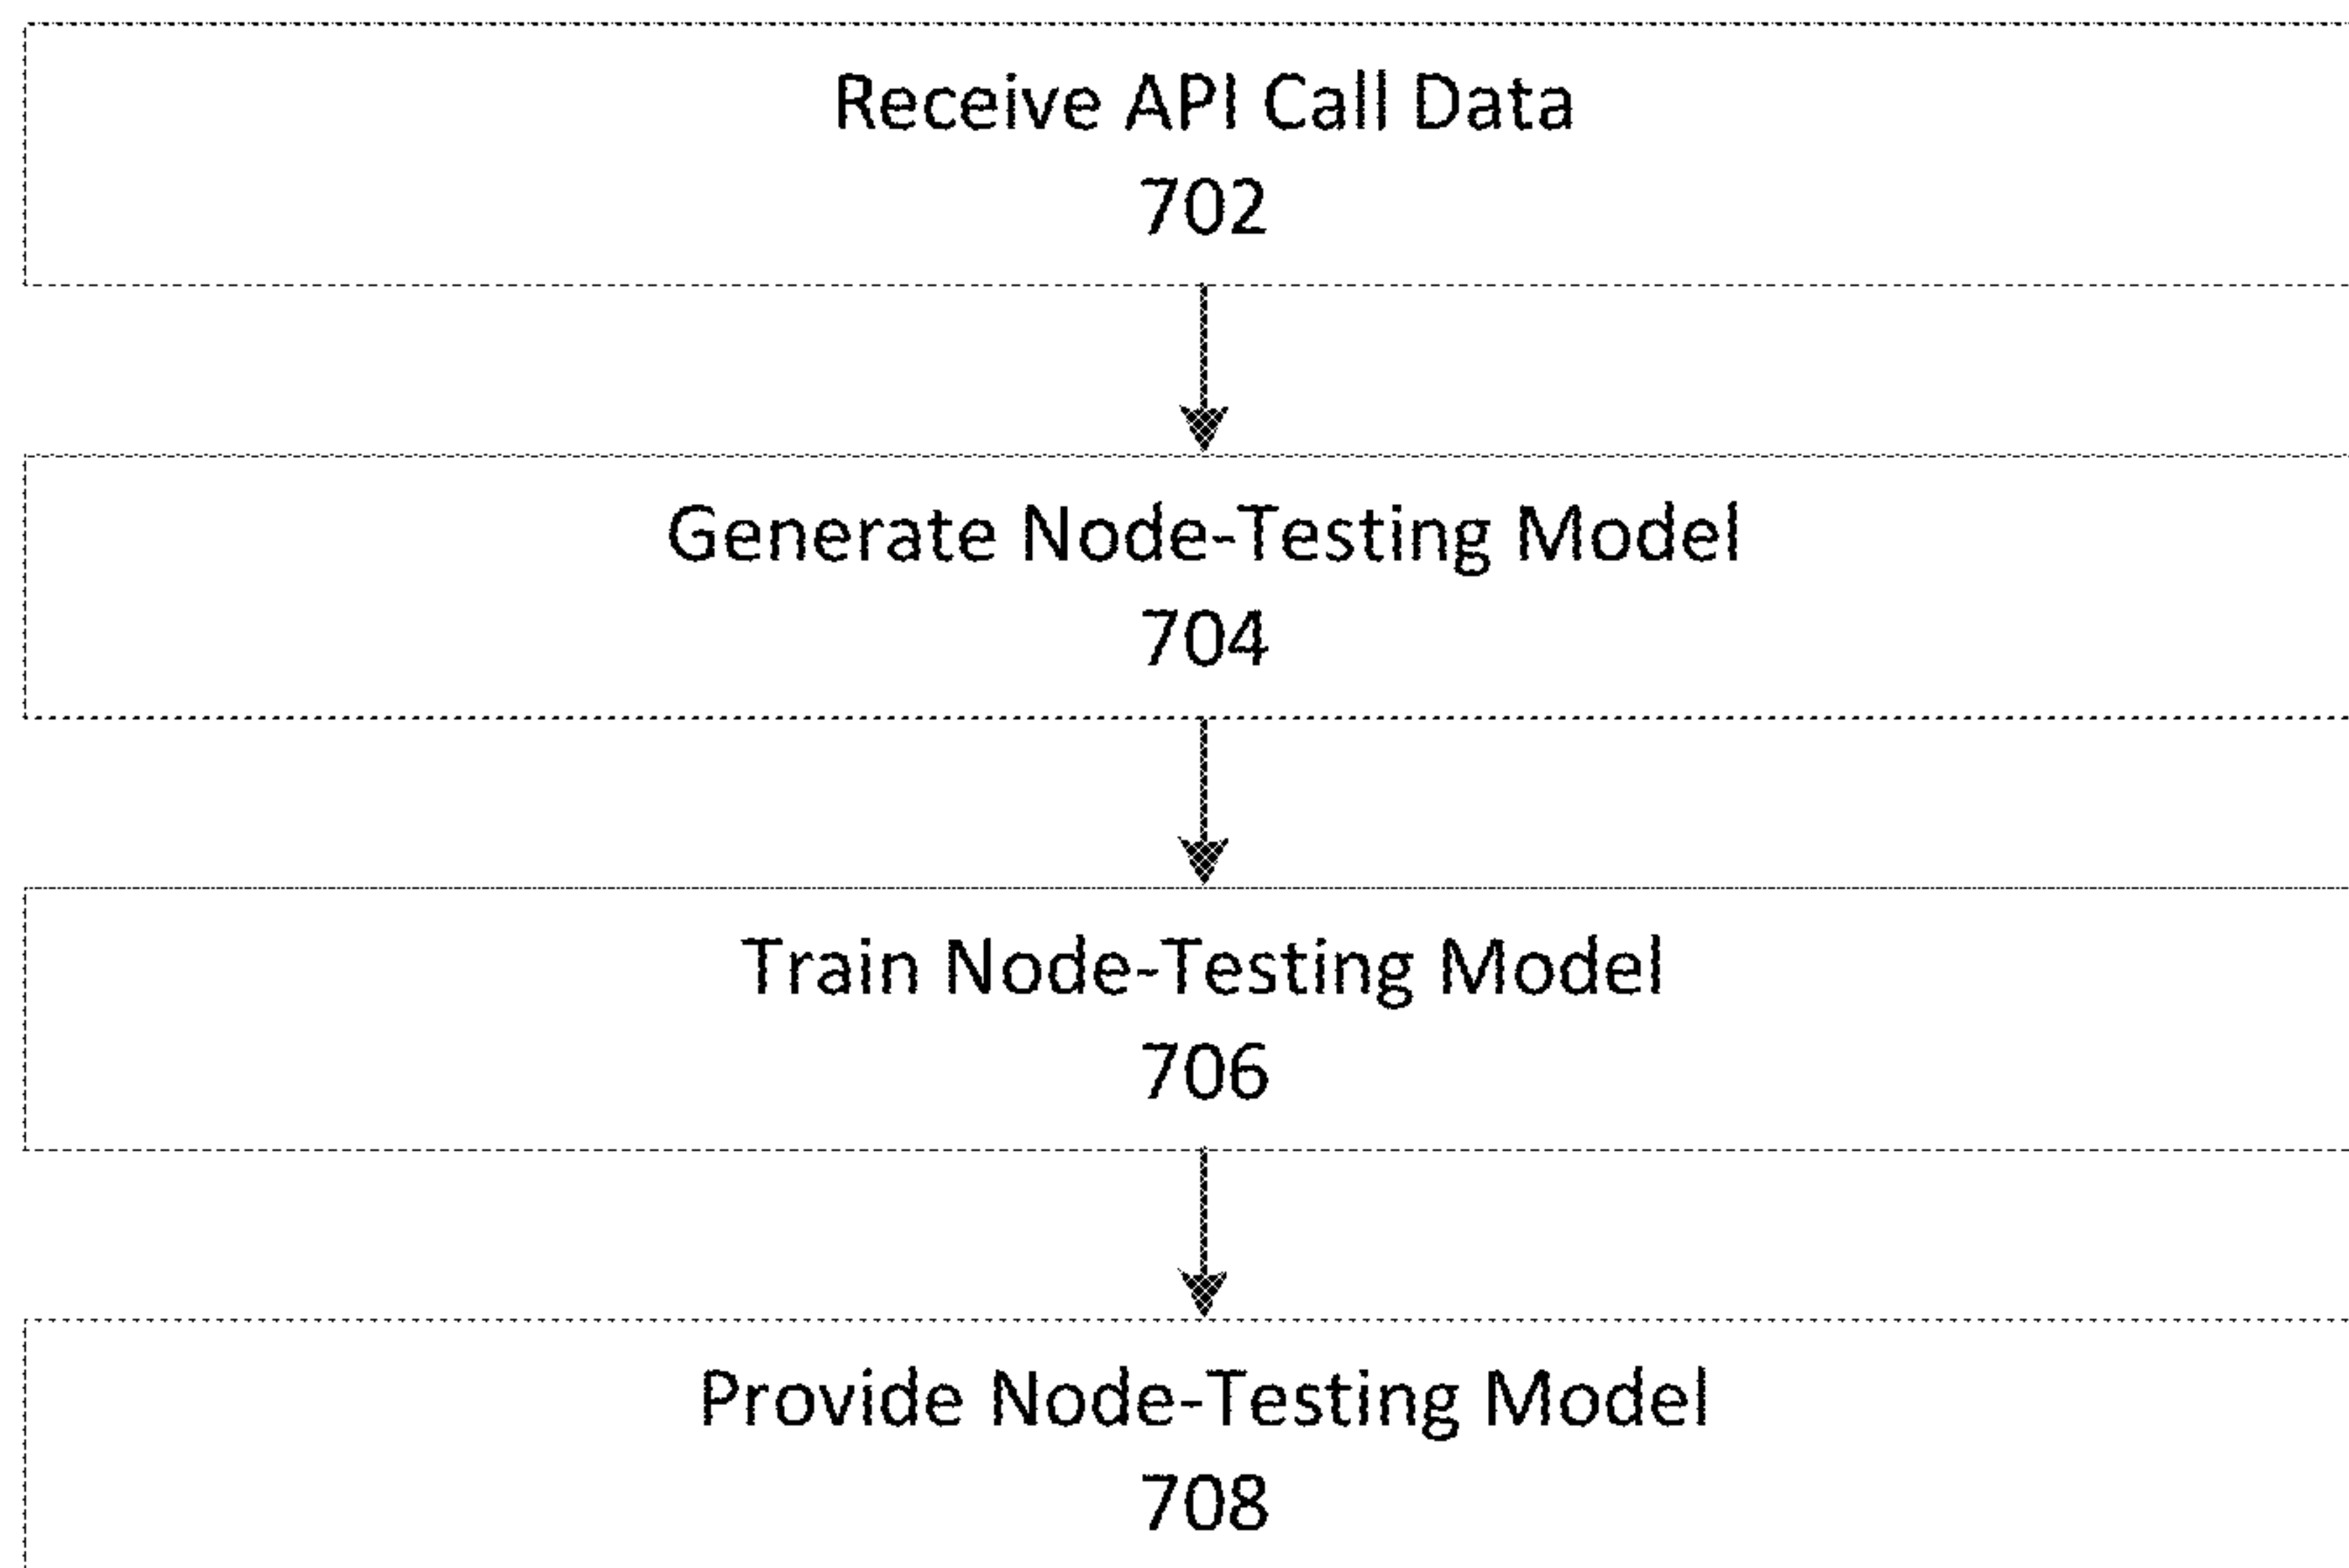 Receive API Call Data
702
Generate Node-Testing Model
704
Train Node-Testing Model
706
Provide Node-Testing Model
708